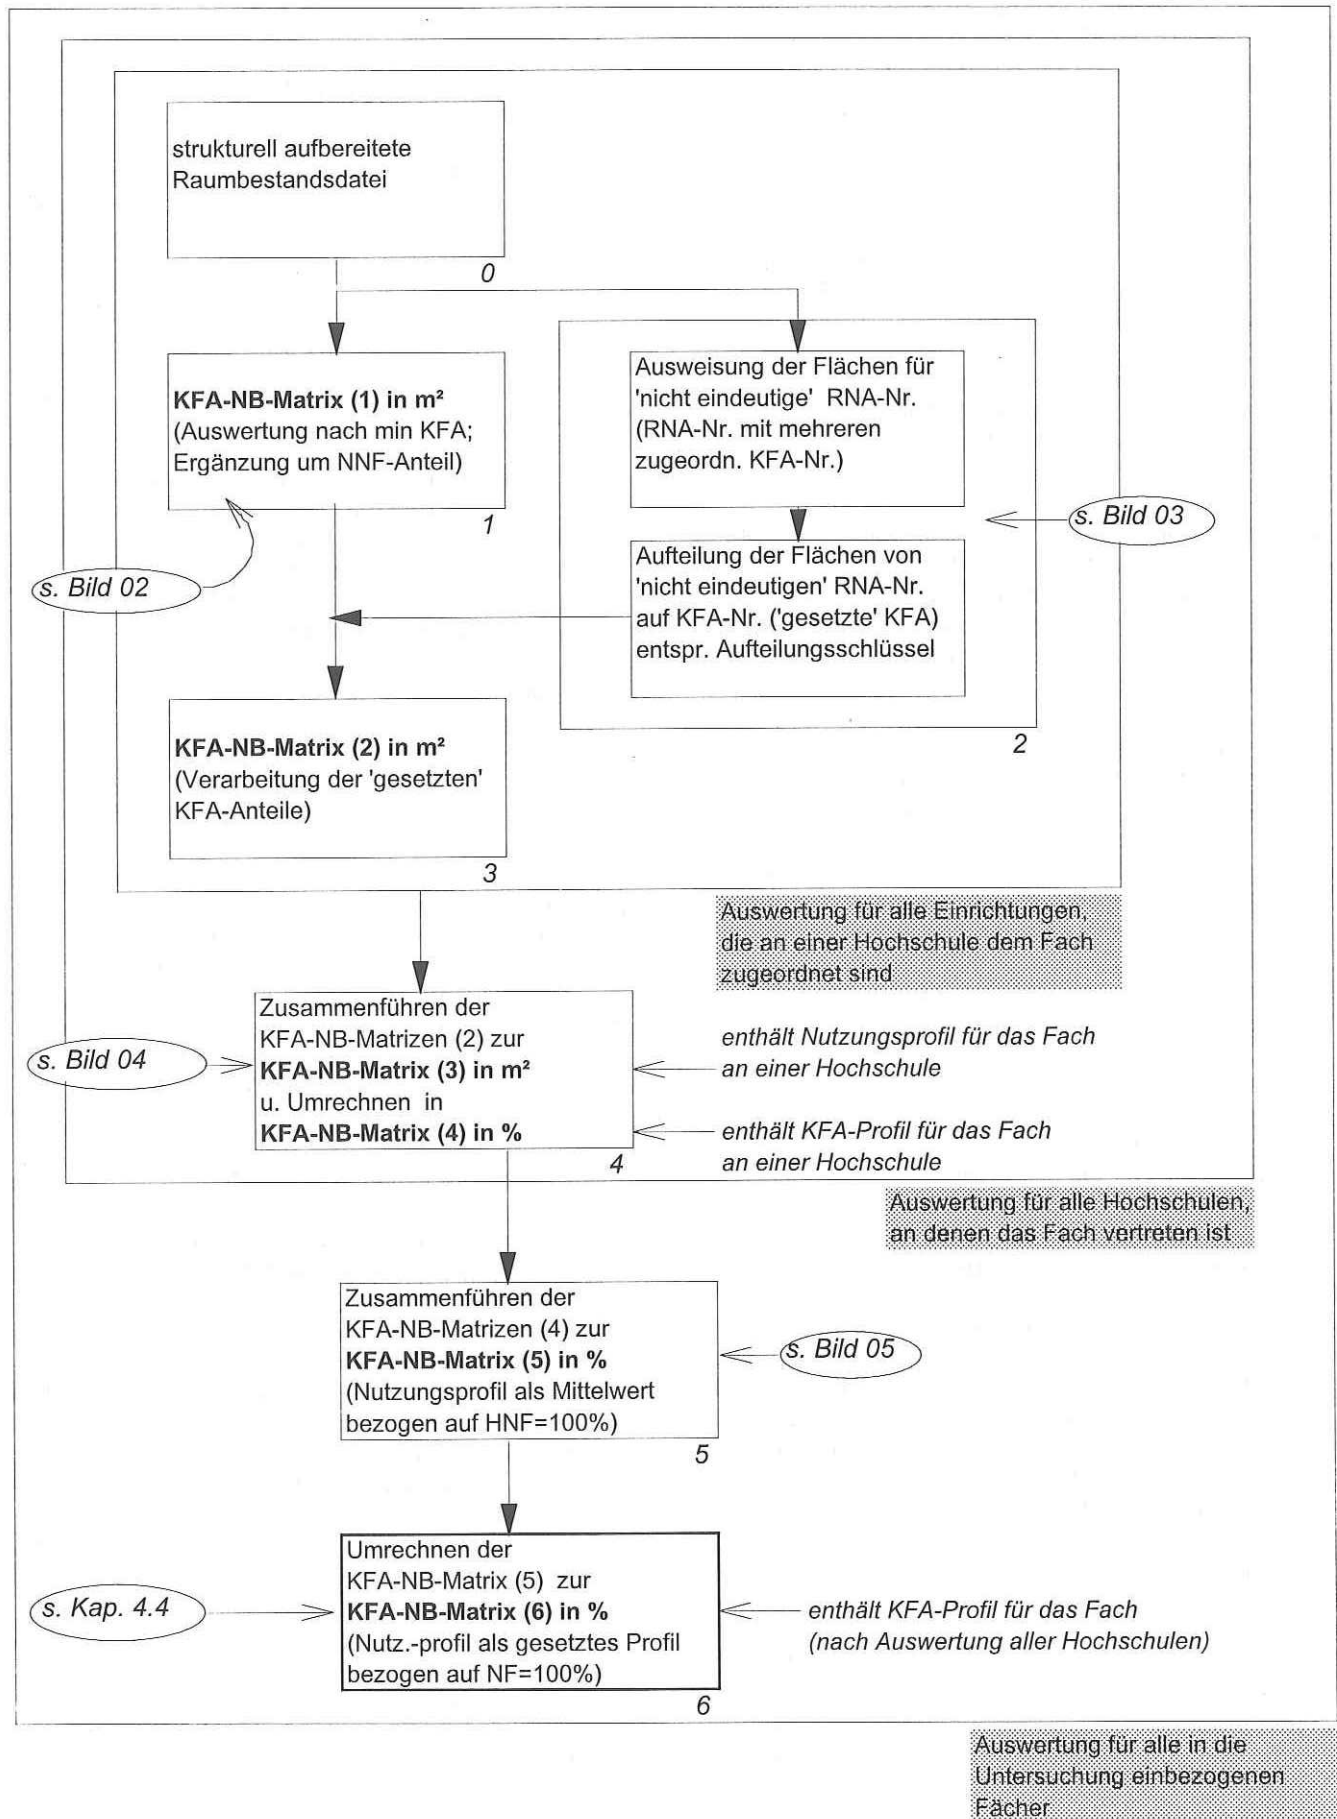 strukturell aufbereitete
Raumbestandsdatei
0
KFA-NB-Matrix (1) in m²
(Auswertung nach min KFA;
Ergänzung um NNF-Anteil)
1
s. Bild 02
Ausweisung der Flächen für
'nicht eindeutige' RNA-Nr.
(RNA-Nr. mit mehreren
zugeordn. KFA-Nr.)
s. Bild 03
Aufteilung der Flächen von
'nicht eindeutigen' RNA-Nr.
auf KFA-Nr. ('gesetzte' KFA)
entspr. Aufteilungsschlüssel
2
KFA-NB-Matrix (2) in m²
(Verarbeitung der 'gesetzten'
KFA-Anteile)
3
Auswertung für alle Einrichtungen,
die an einer Hochschule dem Fach
zugeordnet sind
Zusammenführen der
KFA-NB-Matrizen (2) zur
KFA-NB-Matrix (3) in m²
u. Umrechnen in
KFA-NB-Matrix (4) in %
4
s. Bild 04
enthält Nutzungsprofil für das Fach
an einer Hochschule
enthält KFA-Profil für das Fach
an einer Hochschule
Auswertung für alle Hochschulen,
an denen das Fach vertreten ist
Zusammenführen der
KFA-NB-Matrizen (4) zur
KFA-NB-Matrix (5) in %
(Nutzungsprofil als Mittelwert
bezogen auf HNF=100%)
5
s. Bild 05
Umrechnen der
KFA-NB-Matrix (5) zur
KFA-NB-Matrix (6) in %
(Nutz.-profil als gesetztes Profil
bezogen auf NF=100%)
6
s. Kap. 4.4
enthält KFA-Profil für das Fach
(nach Auswertung aller Hochschulen)
Auswertung für alle in die
Untersuchung einbezogenen
Fächer